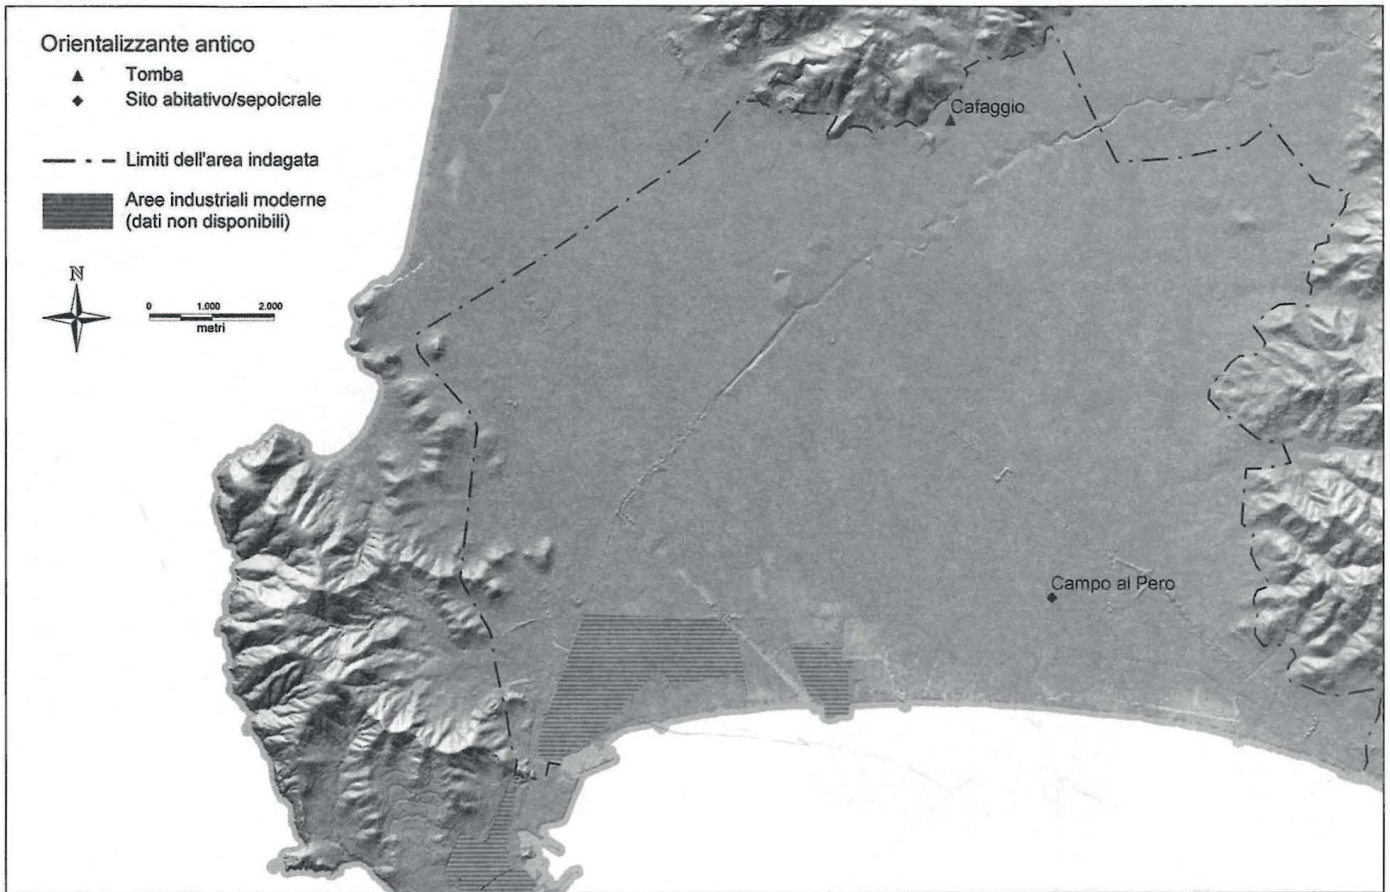 Orientalizzante antico
Tomba
Sito abitativo/sepolcrale
Limiti dell'area indagata
Aree industriali moderne
(dati non disponibili)
N
0 1.000 2.000
metri
Cafaggio
Campo al Pero